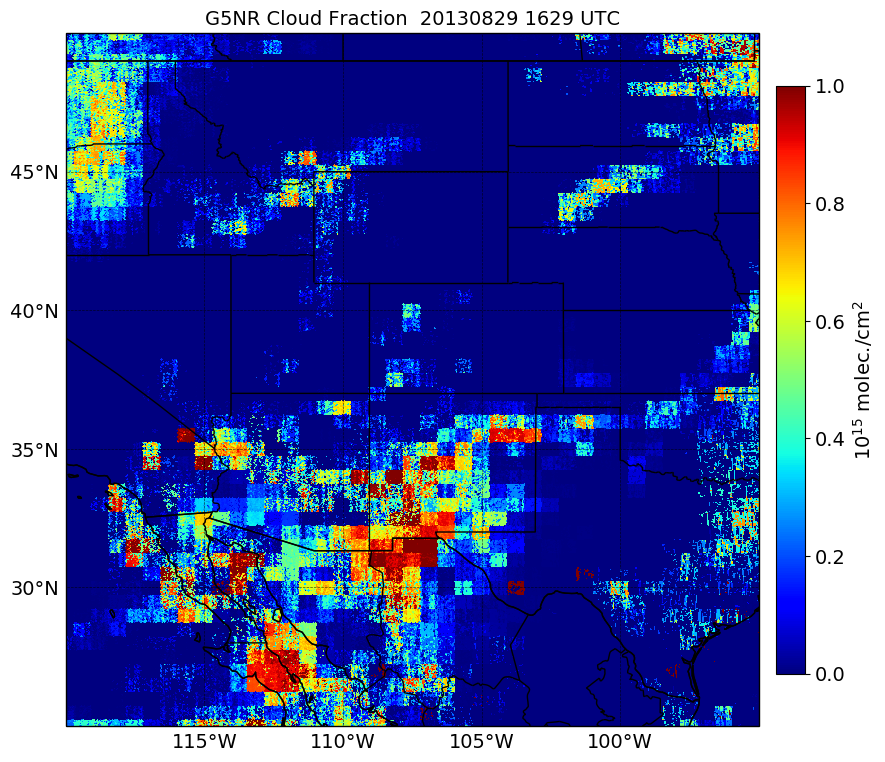 G5NR Cloud Fraction  20130829 1629 UTC
45°N
40°N
35°N
30°N
115°W
110°W
105°W
100°W
1.0
0.8
0.6
0.4
0.2
0.0
10¹⁵ molec./cm²